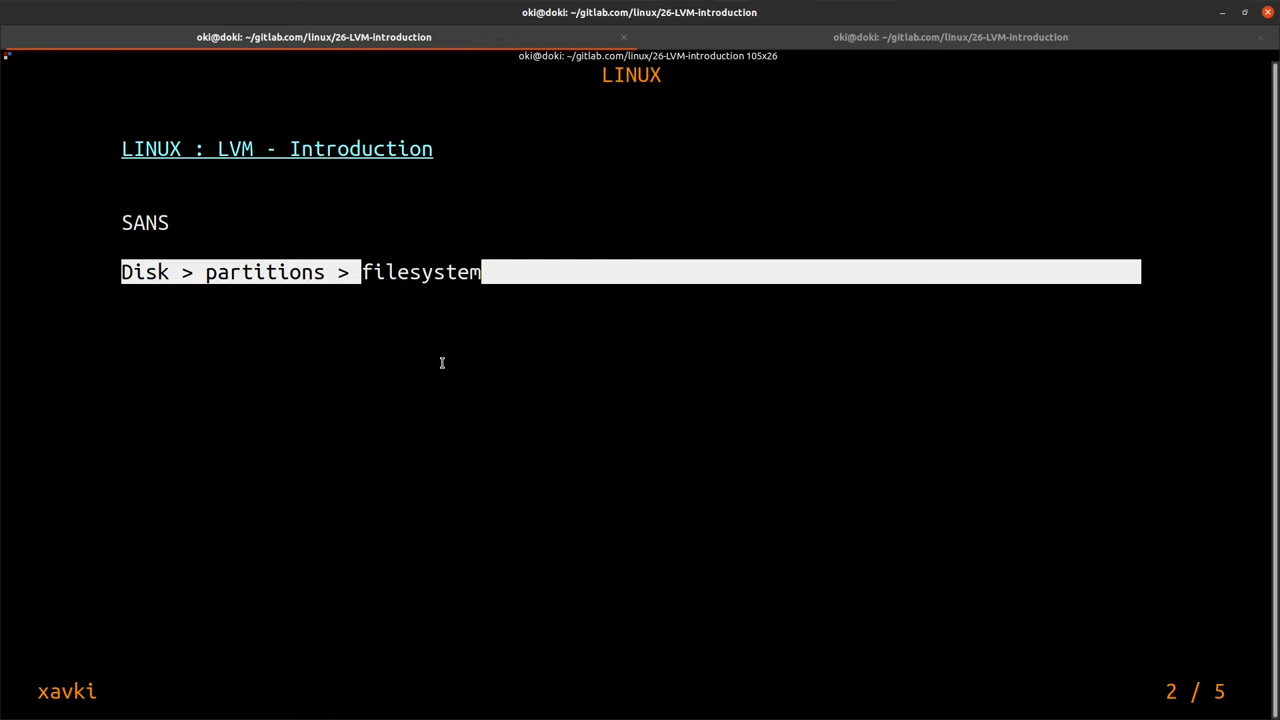 oki@doki: ~/gitlab.com/linux/26-LVM-introduction
oki@doki: ~/gitlab.com/linux/26-LVM-introduction × oki@doki: ~/gitlab.com/linux/26-LVM-introduction ×
oki@doki: ~/gitlab.com/linux/26-LVM-introduction 105x26
LINUX
LINUX : LVM - Introduction
SANS
Disk > partitions > filesystem
xavki 2 / 5